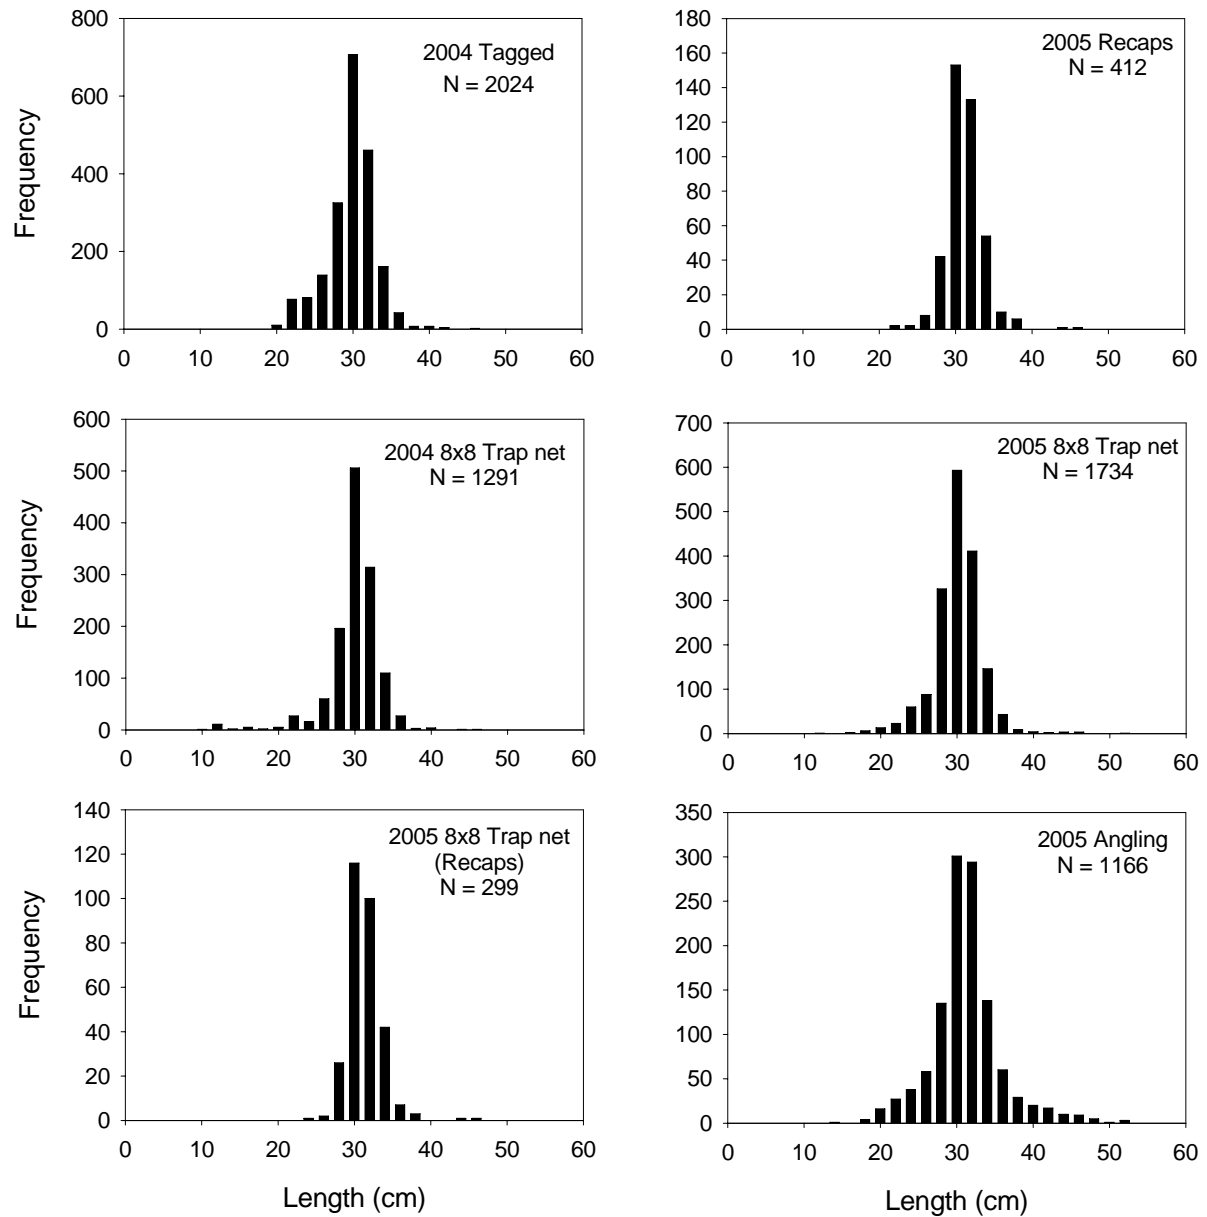 2004 Tagged
N = 2024
Frequency
800
600
400
200
0
0 10 20 30 40 50 60
2005 Recaps
N = 412
180
160
140
120
100
80
60
40
20
0
0 10 20 30 40 50 60
2004 8x8 Trap net
N = 1291
Frequency
600
500
400
300
200
100
0
0 10 20 30 40 50 60
2005 8x8 Trap net
N = 1734
700
600
500
400
300
200
100
0
0 10 20 30 40 50 60
2005 8x8 Trap net
(Recaps)
N = 299
Frequency
140
120
100
80
60
40
20
0
0 10 20 30 40 50 60
Length (cm)
2005 Angling
N = 1166
350
300
250
200
150
100
50
0
0 10 20 30 40 50 60
Length (cm)